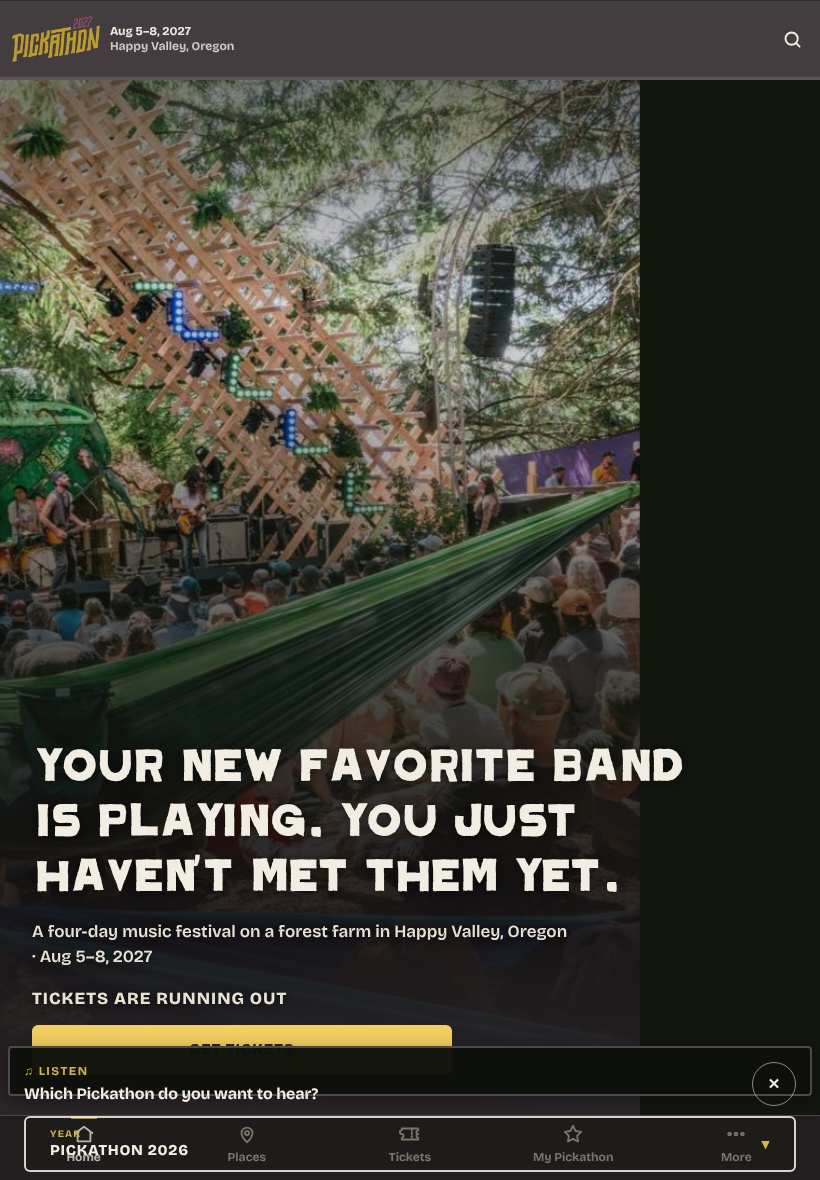 2027
PICKATHON
Aug 5–8, 2027
Happy Valley, Oregon
YOUR NEW FAVORITE BAND
IS PLAYING. YOU JUST
HAVEN'T MET THEM YET.
A four-day music festival on a forest farm in Happy Valley, Oregon
· Aug 5–8, 2027
TICKETS ARE RUNNING OUT
GET TICKETS
♫ LISTEN
Which Pickathon do you want to hear?
YEAR
PICKATHON 2026
Home
Places
Tickets
My Pickathon
More